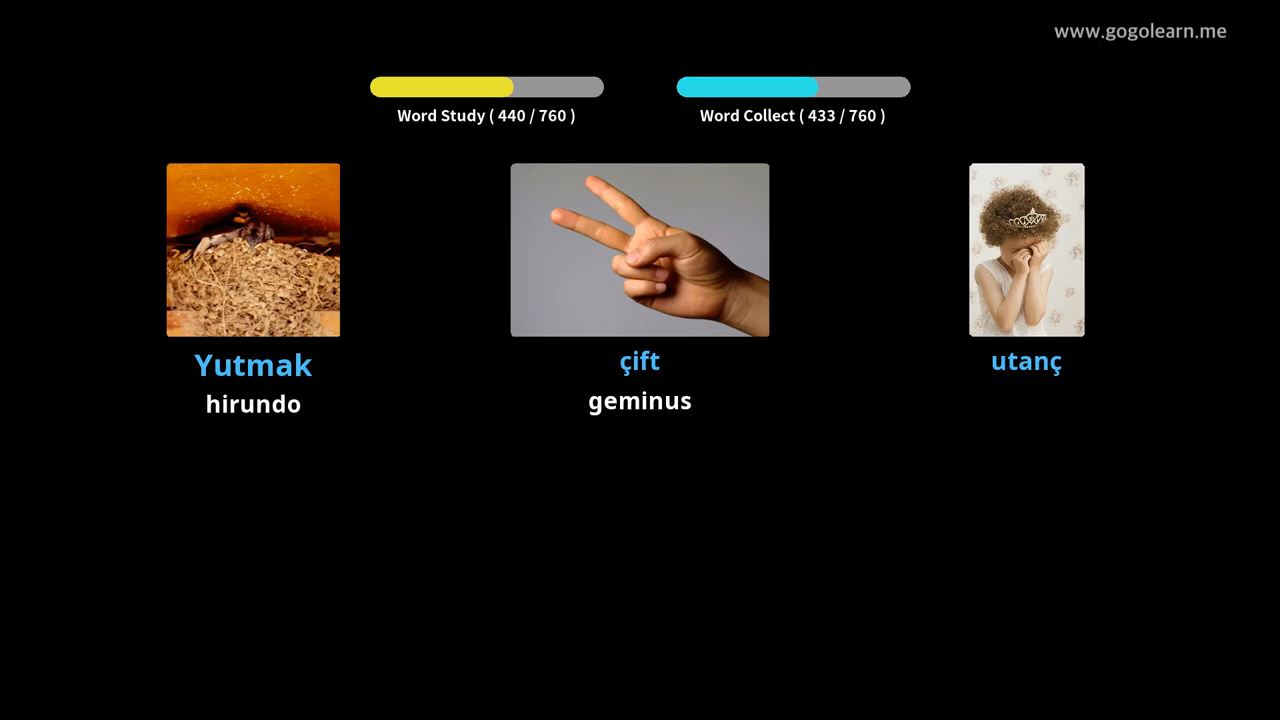 www.gogolearn.me
Word Study ( 440 / 760 )
Word Collect ( 433 / 760 )
Yutmak
çift
utanç
hirundo
geminus